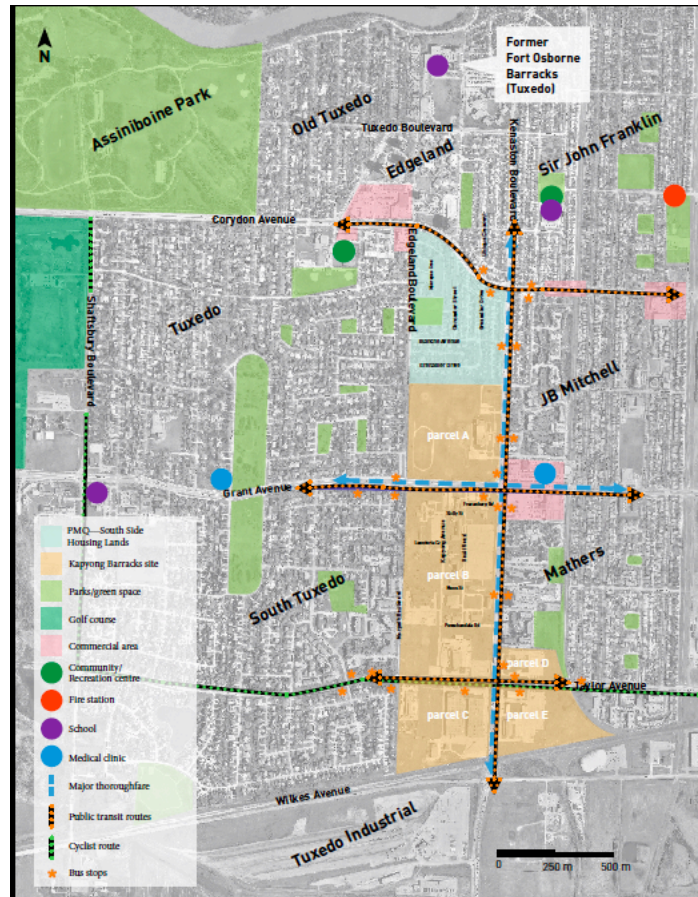 N
Former
Fort Osborne
Barracks
(Tuxedo)
Assiniboine Park
Old Tuxedo
Tuxedo Boulevard
Edgeland
Kenaston Boulevard
Sir John Franklin
Corydon Avenue
Edgeland Boulevard
Shaftsbury Boulevard
Tuxedo
JB Mitchell
parcel A
Grant Avenue
Kapyong Avenue
parcel B
Mathers
South Tuxedo
parcel D
Taylor Avenue
parcel C
parcel E
Wilkes Avenue
Tuxedo Industrial
0
250 m
500 m
PMQ—South Side
Housing Lands
Kapyong Barracks site
Parks/green space
Golf course
Commercial area
Community/
Recreation centre
Fire station
School
Medical clinic
Major thoroughfare
Public transit routes
Cyclist route
Bus stops